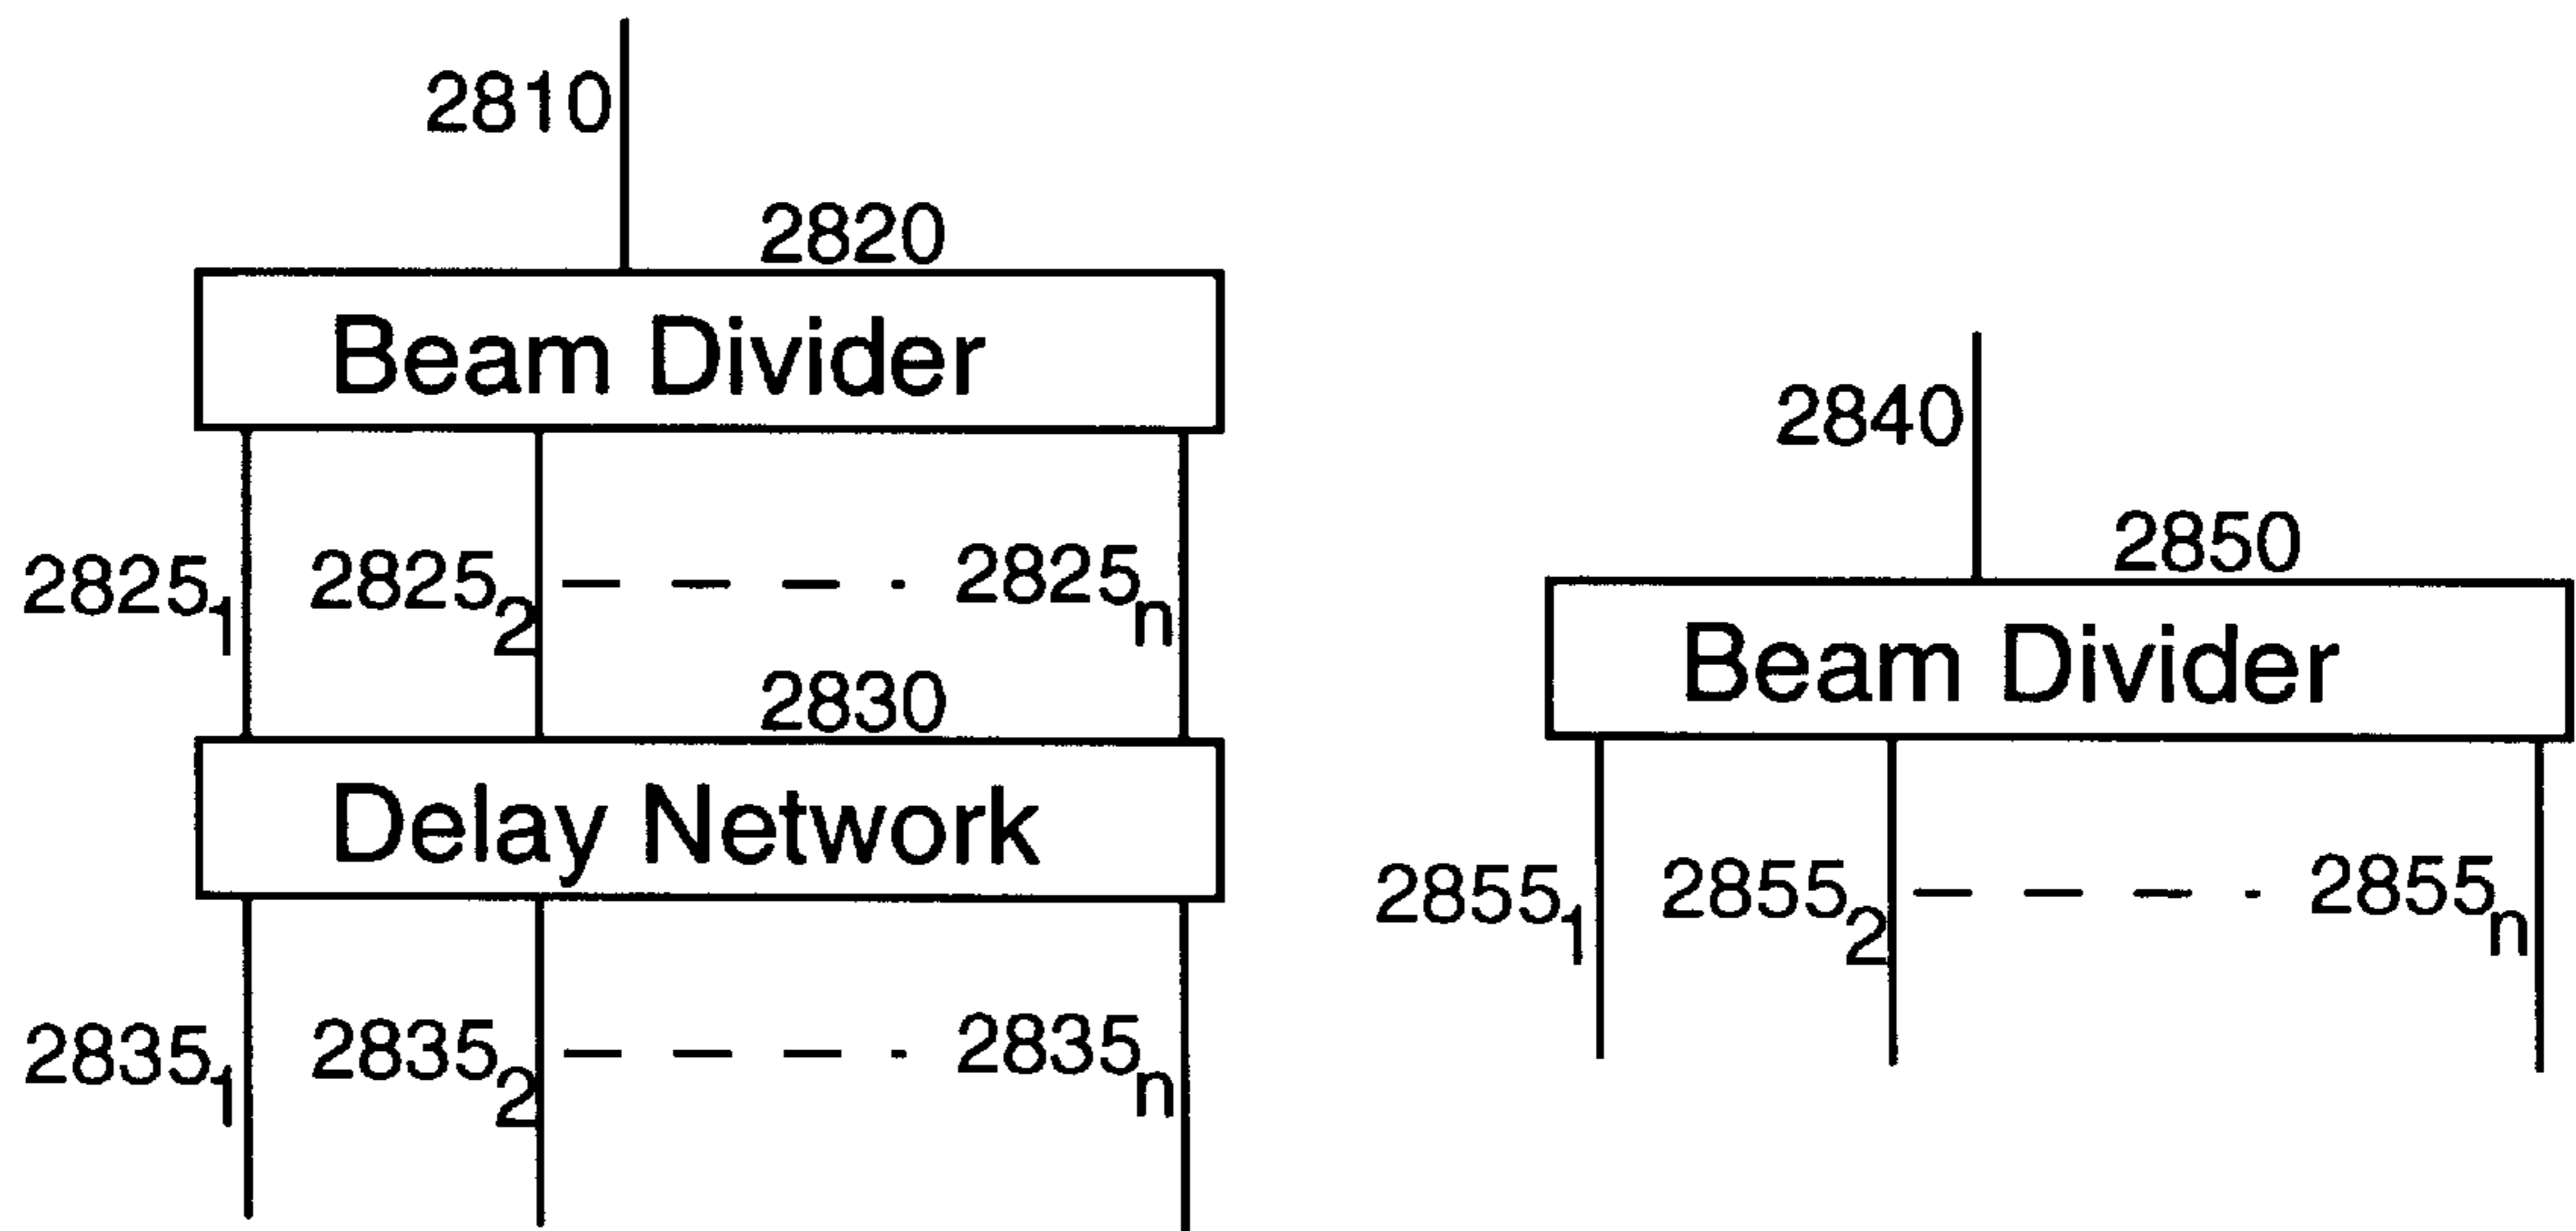 2810
2820
Beam Divider
2825₁ 2825₂ 2825ₙ
2830
Delay Network
2835₁ 2835₂ 2835ₙ
2840
2850
Beam Divider
2855₁ 2855₂ 2855ₙ